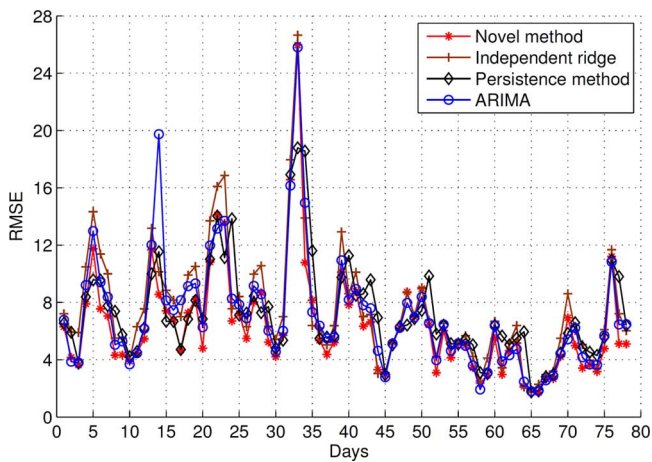 28
24
20
16
12
8
4
0
RMSE
Novel method
Independent ridge
Persistence method
ARIMA
0 5 10 15 20 25 30 35 40 45 50 55 60 65 70 75 80
Days